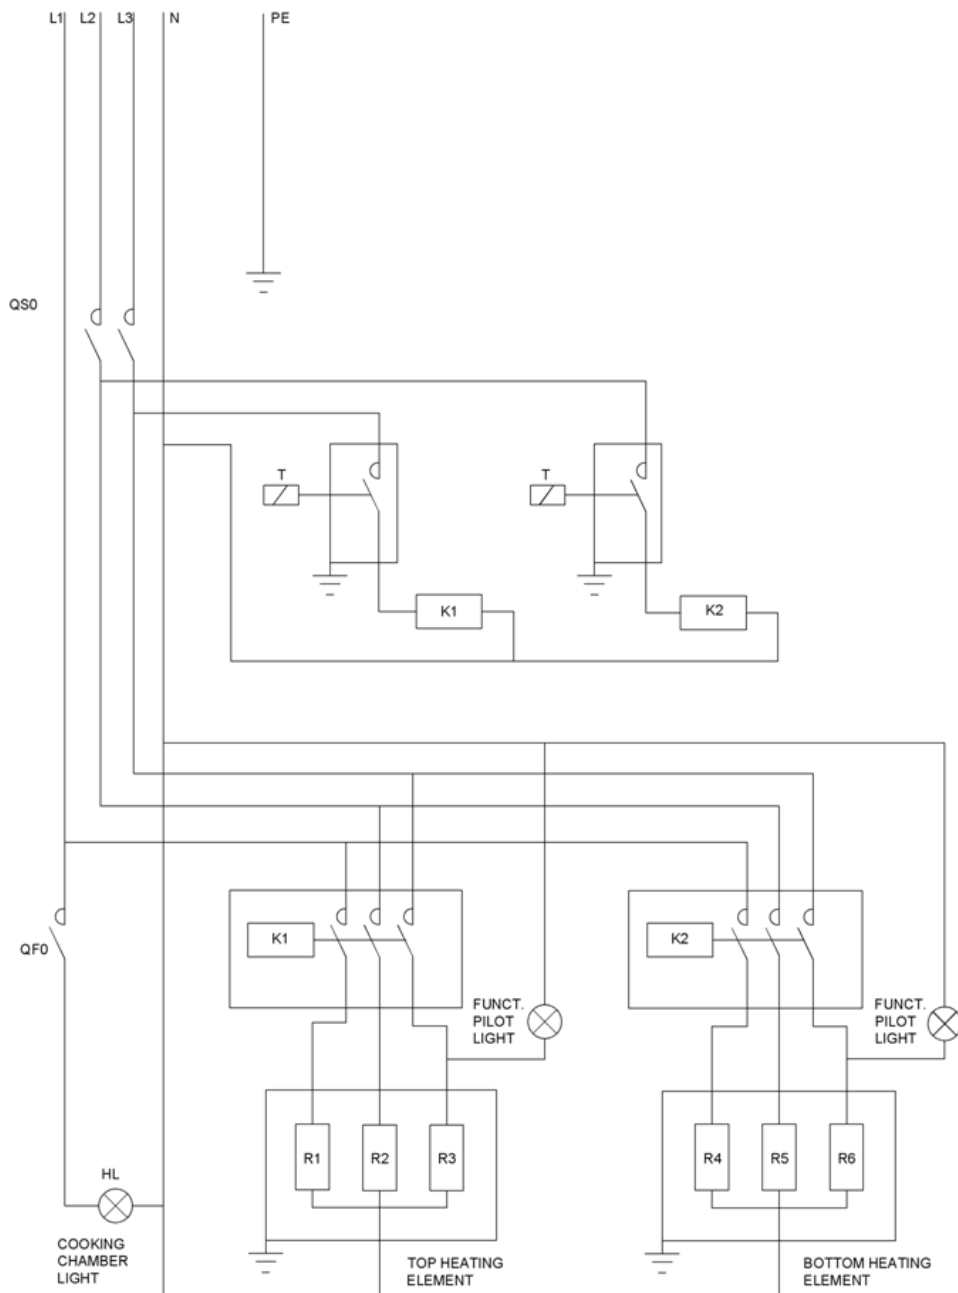 L1 L2 L3 N PE
QS0
T T
K1 K2
K1 K2
QF0
FUNCT.
PILOT
LIGHT
FUNCT.
PILOT
LIGHT
R1 R2 R3 R4 R5 R6
HL
COOKING
CHAMBER
LIGHT
TOP HEATING
ELEMENT
BOTTOM HEATING
ELEMENT